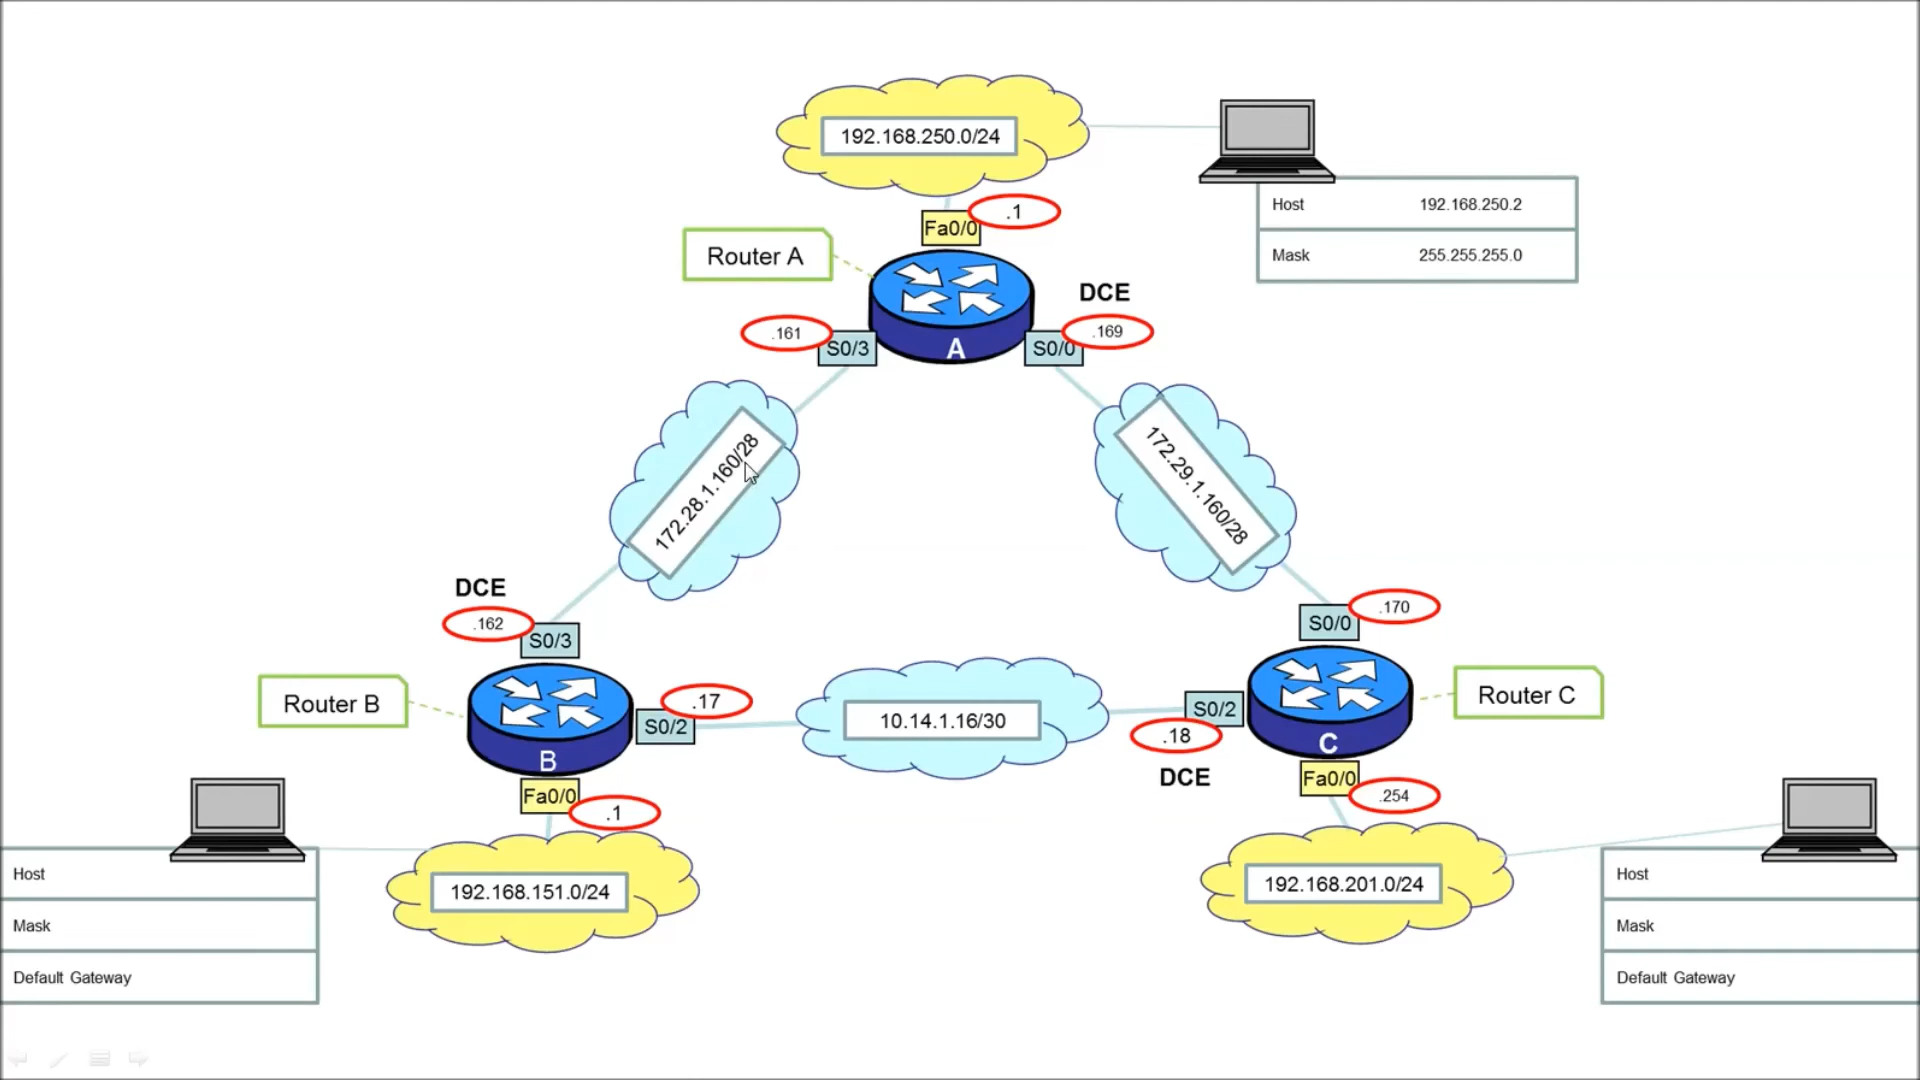 192.168.250.0/24
Fa0/0
.1
Host 192.168.250.2
Mask 255.255.255.0
Router A
DCE
.161
S0/3
A
S0/0
.169
172.28.1.160/28
172.29.1.160/28
DCE
.162
S0/3
.170
S0/0
Router B
B
S0/2
.17
10.14.1.16/30
S0/2
.18
DCE
C
Router C
Fa0/0
.1
Fa0/0
.254
192.168.151.0/24
192.168.201.0/24
Host
Mask
Default Gateway
Host
Mask
Default Gateway